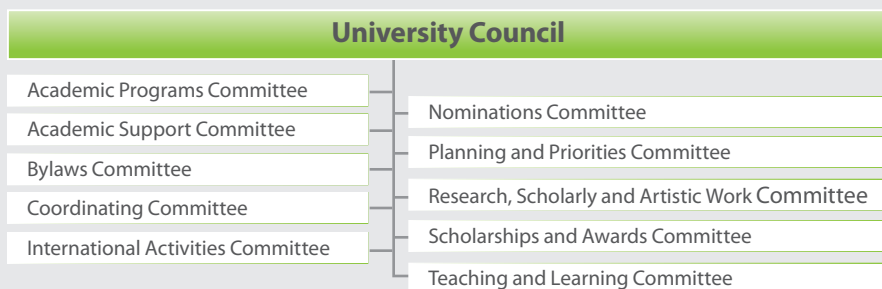 University Council
Academic Programs Committee
Academic Support Committee
Bylaws Committee
Coordinating Committee
International Activities Committee
Nominations Committee
Planning and Priorities Committee
Research, Scholarly and Artistic Work Committee
Scholarships and Awards Committee
Teaching and Learning Committee